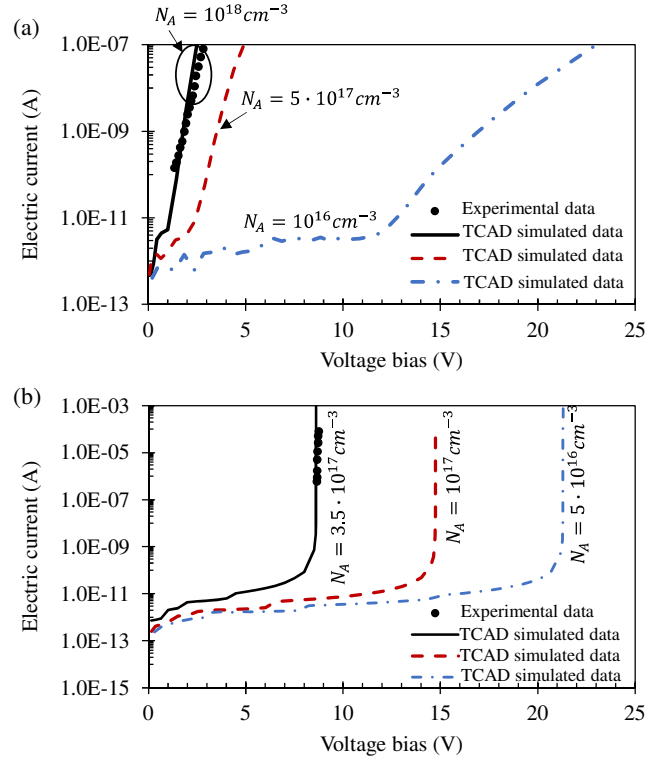 (a)
N_A = 10^18 cm^−3
1.0E-07
1.0E-09
1.0E-11
1.0E-13
Electric current (A)
N_A = 5 · 10^17 cm^−3
N_A = 10^16 cm^−3
Experimental data
TCAD simulated data
TCAD simulated data
TCAD simulated data
0 5 10 15 20 25
Voltage bias (V)
(b)
1.0E-03
1.0E-05
1.0E-07
1.0E-09
1.0E-11
1.0E-13
1.0E-15
Electric current (A)
N_A = 3.5 · 10^17 cm^−3
N_A = 10^17 cm^−3
N_A = 5 · 10^16 cm^−3
Experimental data
TCAD simulated data
TCAD simulated data
TCAD simulated data
0 5 10 15 20 25
Voltage bias (V)